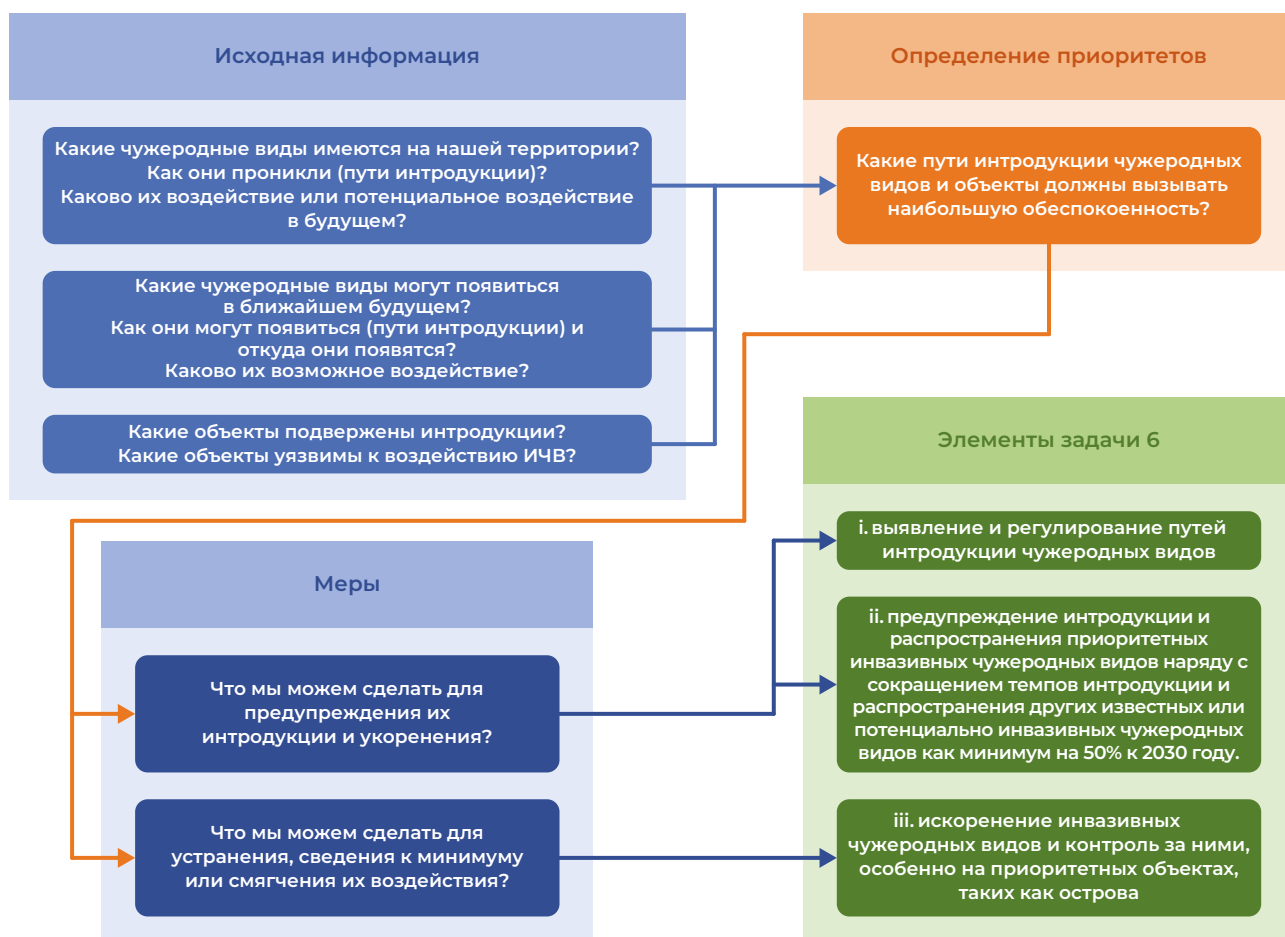 Исходная информация
Какие чужеродные виды имеются на нашей территории?
Как они проникли (пути интродукции)?
Каково их воздействие или потенциальное воздействие
в будущем?
Какие чужеродные виды могут появиться
в ближайшем будущем?
Как они могут появиться (пути интродукции) и
откуда они появятся?
Каково их возможное воздействие?
Какие объекты подвержены интродукции?
Какие объекты уязвимы к воздействию ИЧВ?
Определение приоритетов
Какие пути интродукции чужеродных
видов и объекты должны вызывать
наибольшую обеспокоенность?
Меры
Что мы можем сделать для
предупреждения их
интродукции и укоренения?
Что мы можем сделать для
устранения, сведения к минимуму
или смягчения их воздействия?
Элементы задачи 6
i. выявление и регулирование путей
интродукции чужеродных видов
ii. предупреждение интродукции и
распространения приоритетных
инвазивных чужеродных видов наряду с
сокращением темпов интродукции и
распространения других известных или
потенциально инвазивных чужеродных
видов как минимум на 50% к 2030 году.
iii. искоренение инвазивных
чужеродных видов и контроль за ними,
особенно на приоритетных объектах,
таких как острова